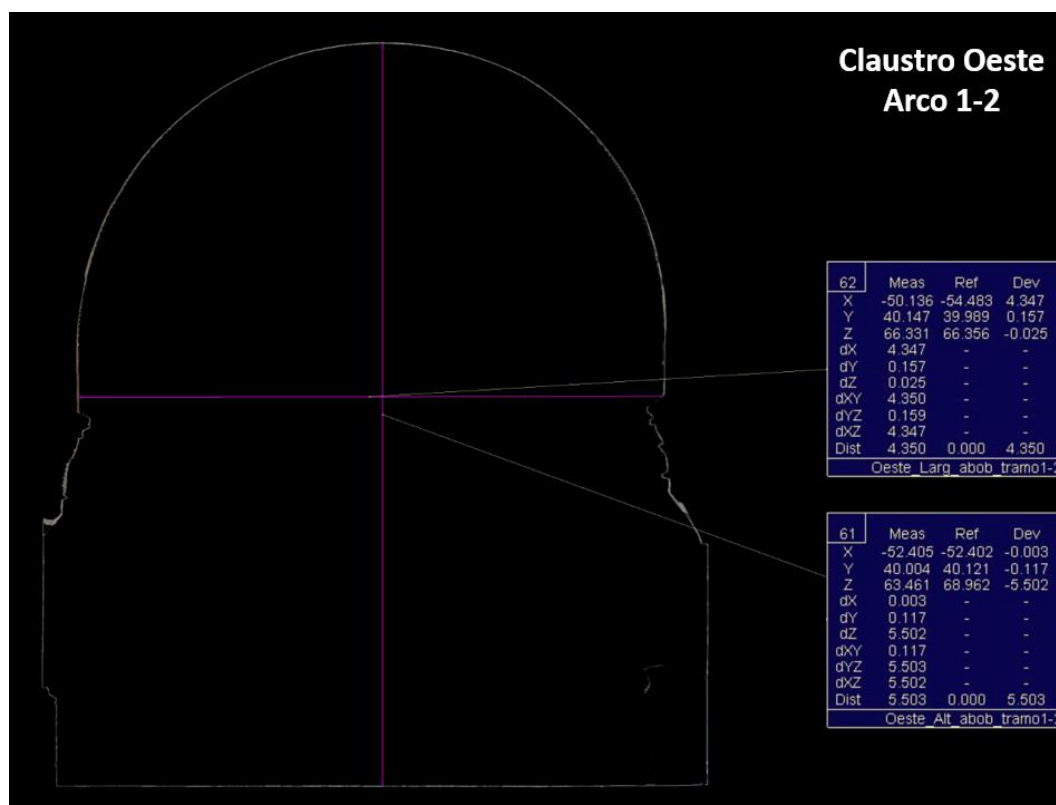 Claustro Oeste
Arco 1-2
62 Meas Ref Dev
X -50.136 -54.483 4.347
Y 40.147 39.989 0.157
Z 66.331 66.356 -0.025
dX 4.347 - -
dY 0.157 - -
dZ 0.025 - -
dXY 4.350 - -
dYZ 0.159 - -
dXZ 4.347 - -
Dist 4.350 0.000 4.350
Oeste_Larg_abob_tramo1-2
61 Meas Ref Dev
X -52.405 -52.402 -0.003
Y 40.004 40.121 -0.117
Z 63.461 68.962 -5.502
dX 0.003 - -
dY 0.117 - -
dZ 5.502 - -
dXY 0.117 - -
dYZ 5.503 - -
dXZ 5.502 - -
Dist 5.503 0.000 5.503
Oeste_Alt_abob_tramo1-2